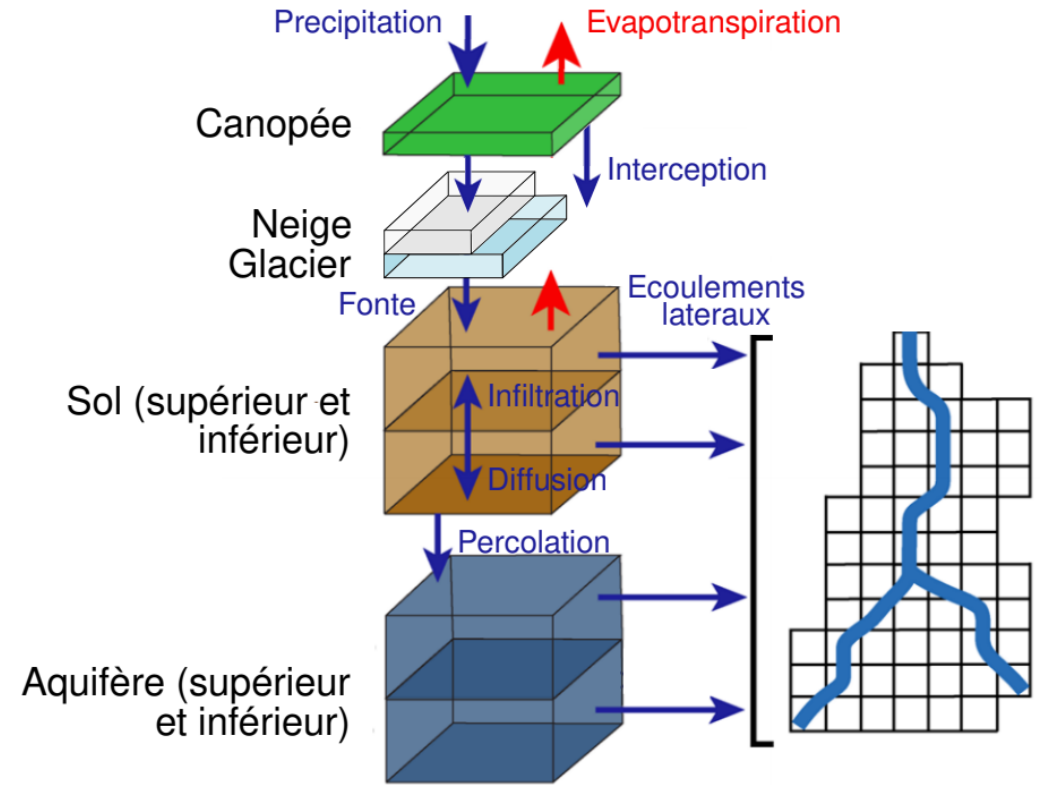 Precipitation
Evapotranspiration
Canopée
Interception
Neige
Glacier
Fonte
Ecoulements
lateraux
Sol (supérieur et
inférieur)
Infiltration
Diffusion
Percolation
Aquifère (supérieur
et inférieur)